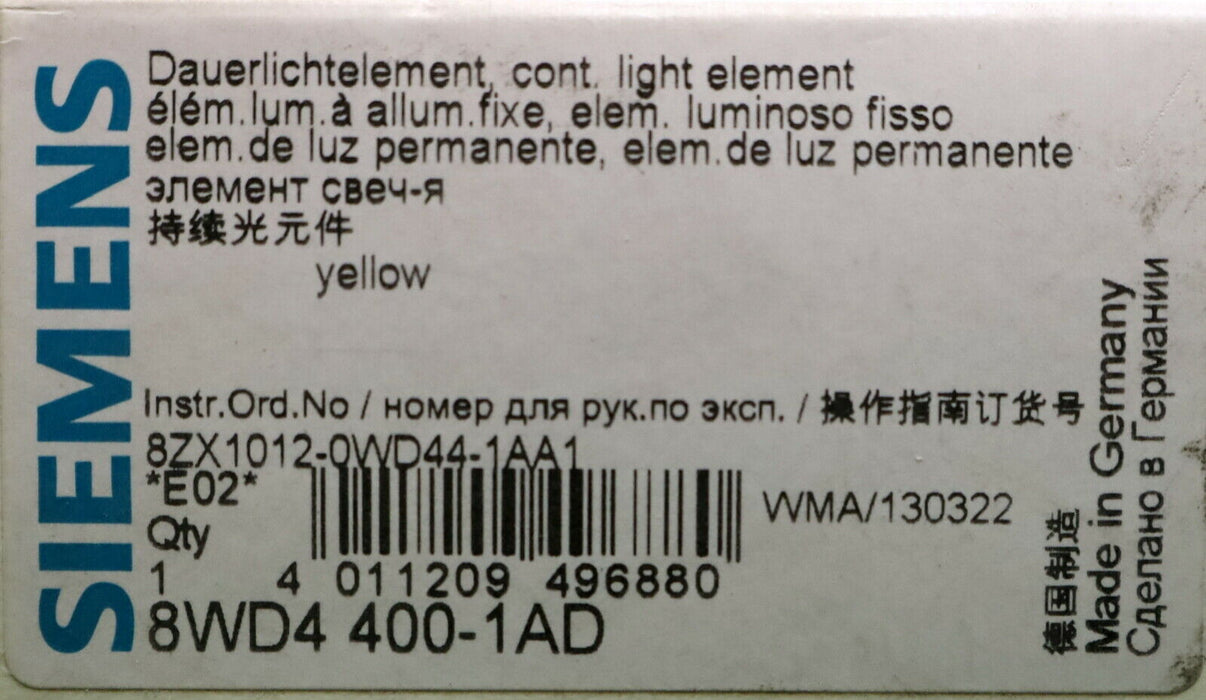 SIEMENS
Dauerlichtelement, cont. light element
élém.lum.à allum.fixe, elem. luminoso fisso
elem.de luz permanente, elem.de luz permanente
элемент свеч-я
持续光元件
yellow
Instr.Ord.No / номер для рук.по эксп. / 操作指南订货号
8ZX1012-0WD44-1AA1
*E02*
WMA/130322
Qty
1
4 011209 496880
8WD4 400-1AD
德国制造
Made in Germany
Сделано в Германии